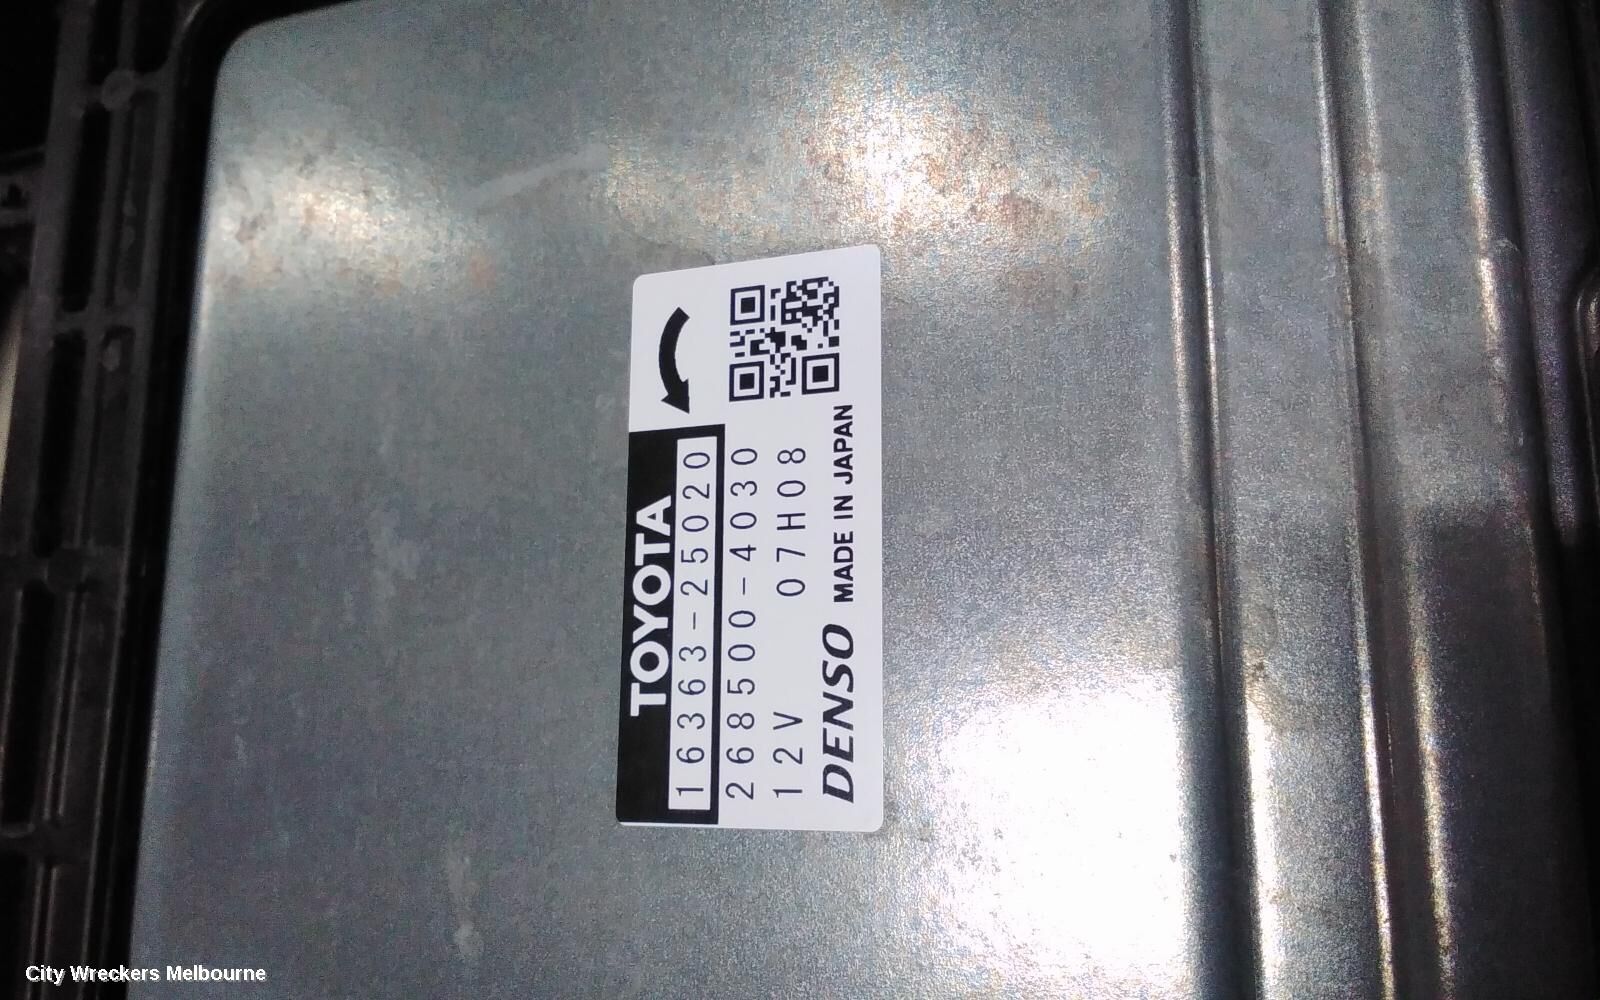 TOYOTA
16363-25020
268500-4030
12V 07H08
DENSO MADE IN JAPAN
City Wreckers Melbourne